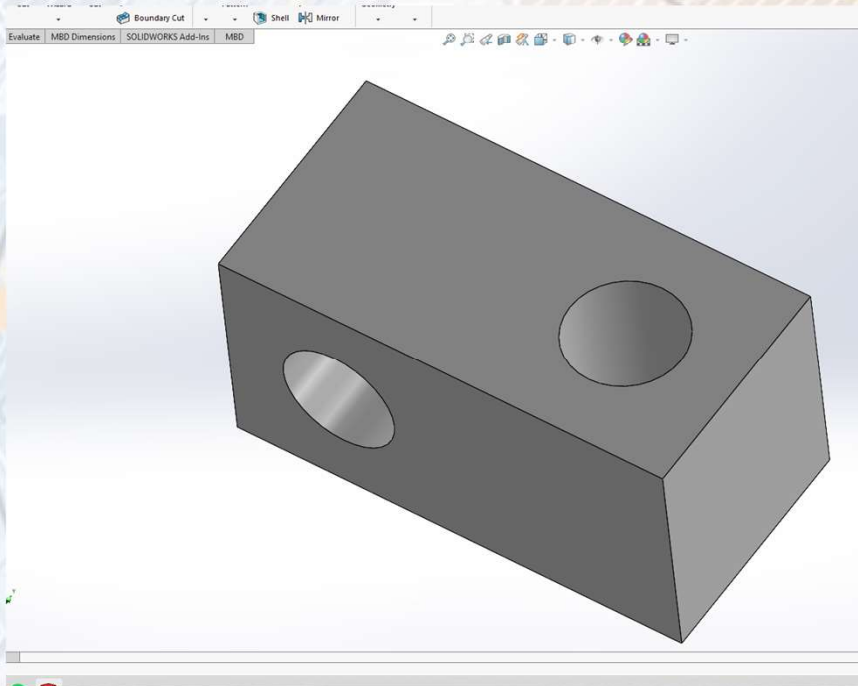 Boundary Cut
Shell
Mirror
Evaluate
MBD Dimensions
SOLIDWORKS Add-Ins
MBD